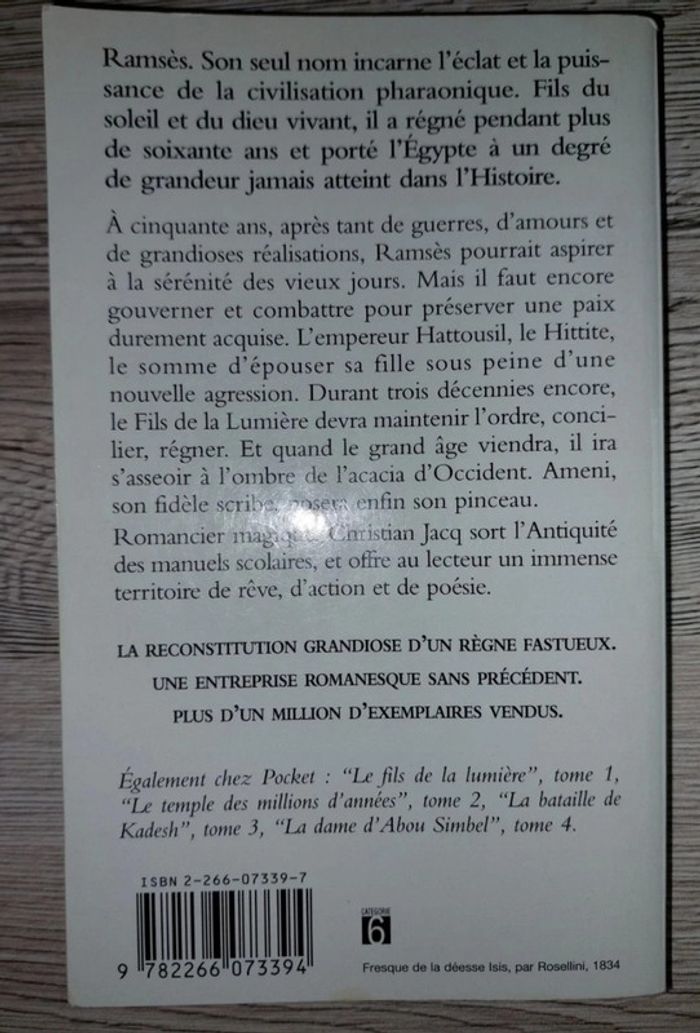 Ramsès. Son seul nom incarne l'éclat et la puis-
sance de la civilisation pharaonique. Fils du
soleil et du dieu vivant, il a régné pendant plus
de soixante ans et porté l'Égypte à un degré
de grandeur jamais atteint dans l'Histoire.
À cinquante ans, après tant de guerres, d'amours et
de grandioses réalisations, Ramsès pourrait aspirer
à la sérénité des vieux jours. Mais il faut encore
gouverner et combattre pour préserver une paix
durement acquise. L'empereur Hattousil, le Hittite,
le somme d'épouser sa fille sous peine d'une
nouvelle agression. Durant trois décennies encore,
le Fils de la Lumière devra maintenir l'ordre, conci-
lier, régner. Et quand le grand âge viendra, il ira
s'asseoir à l'ombre de l'acacia d'Occident. Ameni,
son fidèle scribe, posera enfin son pinceau.
Romancier magique, Christian Jacq sort l'Antiquité
des manuels scolaires, et offre au lecteur un immense
territoire de rêve, d'action et de poésie.
LA RECONSTITUTION GRANDIOSE D'UN RÈGNE FASTUEUX.
UNE ENTREPRISE ROMANESQUE SANS PRÉCÉDENT.
PLUS D'UN MILLION D'EXEMPLAIRES VENDUS.
Également chez Pocket : "Le fils de la lumière", tome 1,
"Le temple des millions d'années", tome 2, "La bataille de
Kadesh", tome 3, "La dame d'Abou Simbel", tome 4.
ISBN 2-266-07339-7
9 782266 073394
CATÉGORIE
6
Fresque de la déesse Isis, par Rosellini, 1834